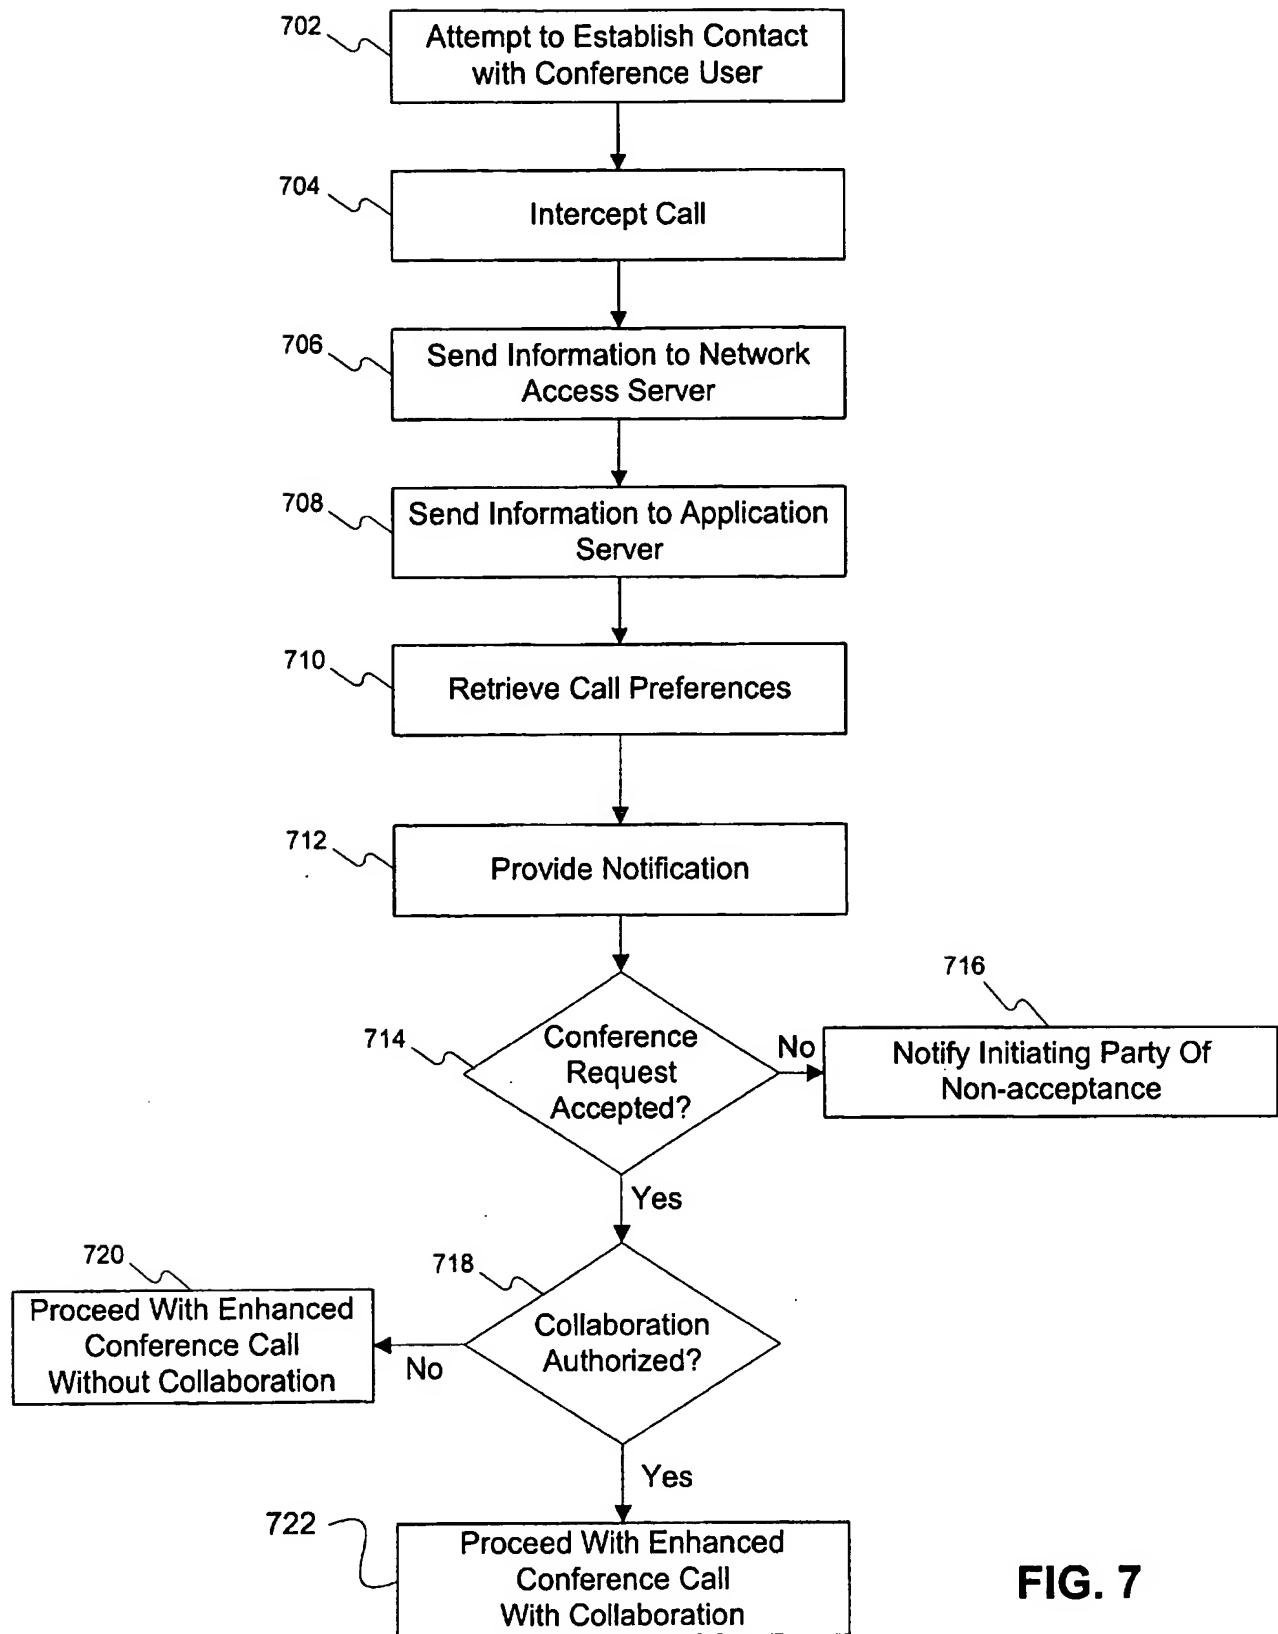 702
Attempt to Establish Contact
with Conference User
704
Intercept Call
706
Send Information to Network
Access Server
708
Send Information to Application
Server
710
Retrieve Call Preferences
712
Provide Notification
714
Conference
Request
Accepted?
No
716
Notify Initiating Party Of
Non-acceptance
Yes
718
Collaboration
Authorized?
No
720
Proceed With Enhanced
Conference Call
Without Collaboration
Yes
722
Proceed With Enhanced
Conference Call
With Collaboration
FIG. 7